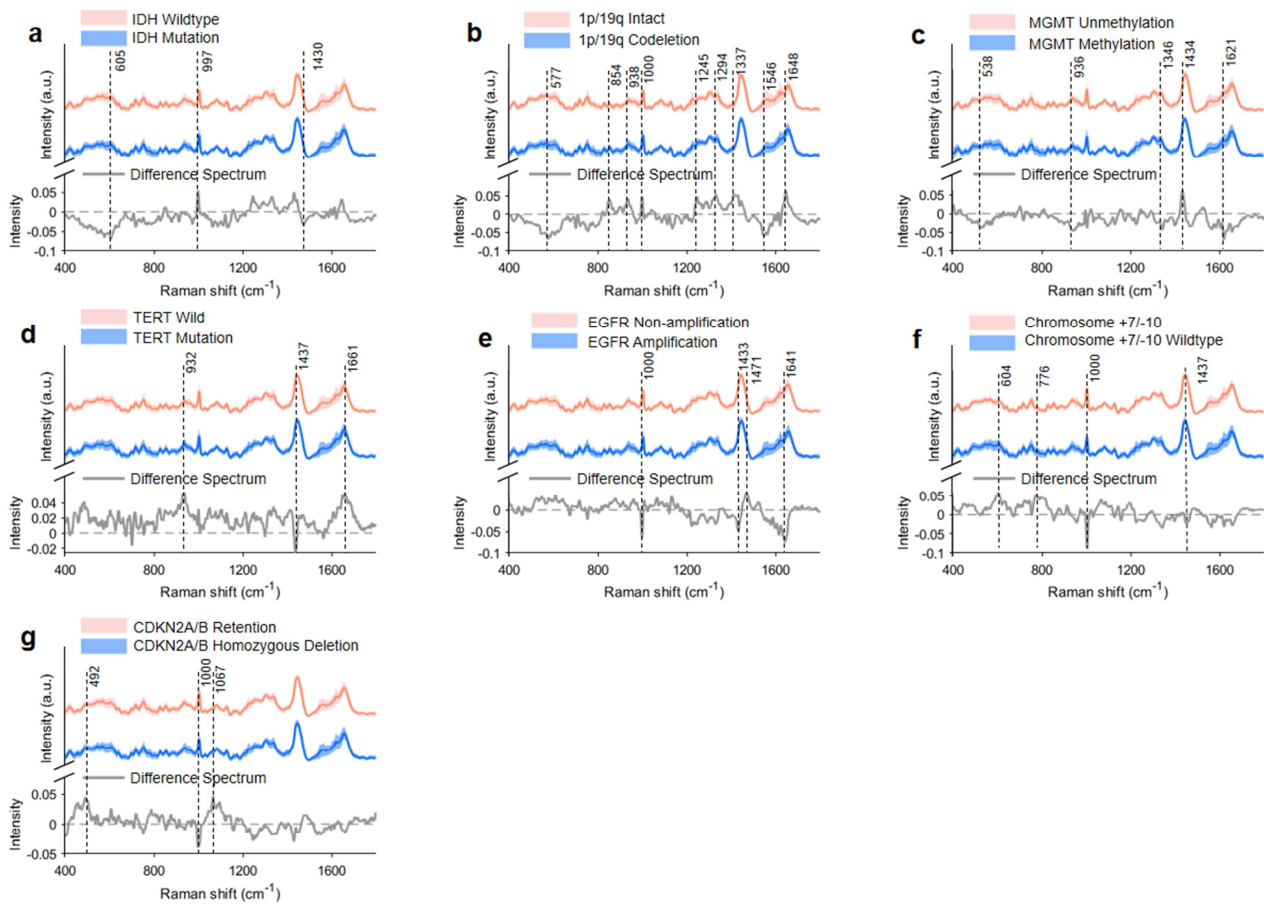 a
IDH Wildtype
IDH Mutation
605
997
1430
Intensity (a.u.)
Difference Spectrum
Intensity
0.05
0
-0.05
-0.1
400 800 1200 1600
Raman shift (cm-1)
b
1p/19q Intact
1p/19q Codeletion
577
854
938
1000
1245
1294
1337
1546
1648
Intensity (a.u.)
Difference Spectrum
Intensity
0.05
0
-0.05
-0.1
400 800 1200 1600
Raman shift (cm-1)
c
MGMT Unmethylation
MGMT Methylation
538
936
1346
1434
1621
Intensity (a.u.)
Difference Spectrum
Intensity
0.05
0
-0.05
-0.1
400 800 1200 1600
Raman shift (cm-1)
d
TERT Wild
TERT Mutation
932
1437
1661
Intensity (a.u.)
Difference Spectrum
Intensity
0.04
0.02
0
-0.02
400 800 1200 1600
Raman shift (cm-1)
e
EGFR Non-amplification
EGFR Amplification
1000
1433
1471
1641
Intensity (a.u.)
Difference Spectrum
Intensity
0.05
0
-0.05
-0.1
400 800 1200 1600
Raman shift (cm-1)
f
Chromosome +7/-10
Chromosome +7/-10 Wildtype
604
776
1000
1437
Intensity (a.u.)
Difference Spectrum
Intensity
0.05
0
-0.05
-0.1
400 800 1200 1600
Raman shift (cm-1)
g
CDKN2A/B Retention
CDKN2A/B Homozygous Deletion
492
1000
1067
Intensity (a.u.)
Difference Spectrum
Intensity
0.05
0
-0.05
400 800 1200 1600
Raman shift (cm-1)